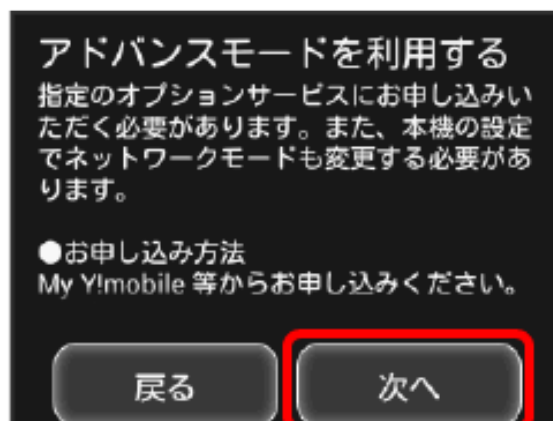 アドバンスモードを利用する
指定のオプションサービスにお申し込みい
ただく必要があります。また、本機の設定
でネットワークモードも変更する必要があ
ります。
●お申し込み方法
My Y!mobile 等からお申し込みください。
戻る
次へ